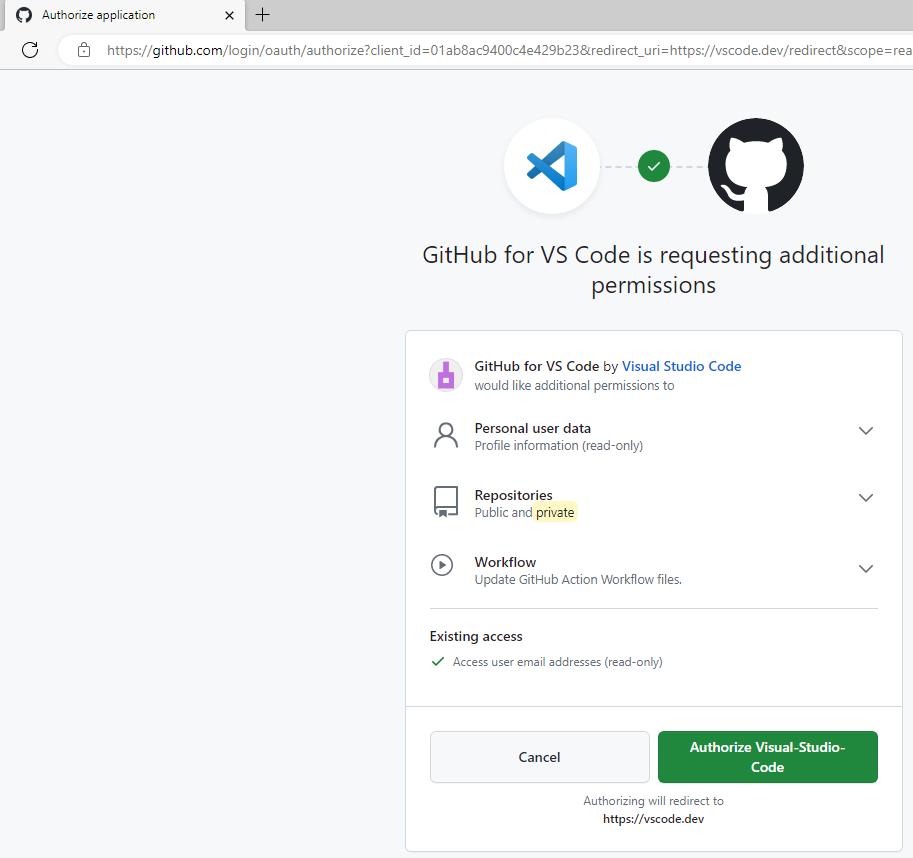 Authorize application
https://github.com/login/oauth/authorize?client_id=01ab8ac9400c4e429b23&redirect_uri=https://vscode.dev/redirect&scope=rea
GitHub for VS Code is requesting additional
permissions
GitHub for VS Code by Visual Studio Code
would like additional permissions to
Personal user data
Profile information (read-only)
Repositories
Public and private
Workflow
Update GitHub Action Workflow files.
Existing access
Access user email addresses (read-only)
Cancel
Authorize Visual-Studio-
Code
Authorizing will redirect to
https://vscode.dev